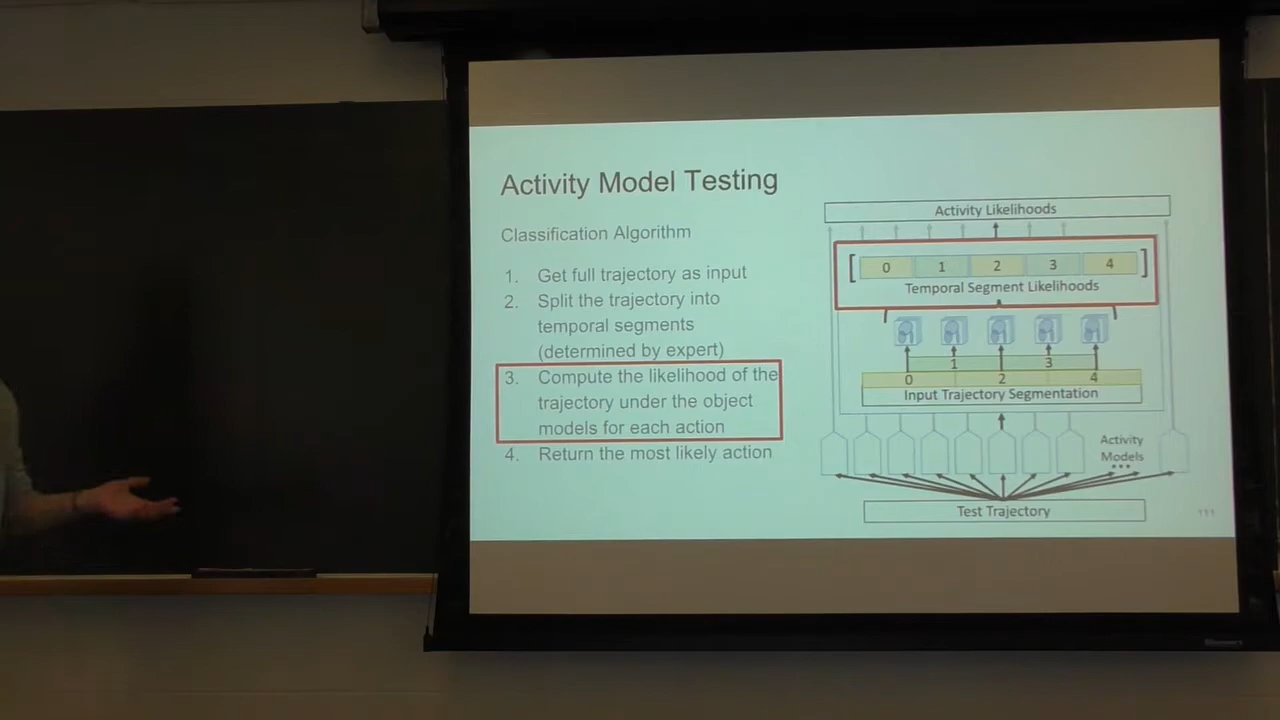 Activity Model Testing
Classification Algorithm
1. Get full trajectory as input
2. Split the trajectory into
temporal segments
(determined by expert)
3. Compute the likelihood of the
trajectory under the object
models for each action
4. Return the most likely action
Activity Likelihoods
[ 0 1 2 3 4 ]
Temporal Segment Likelihoods
1 3
0 2 4
Input Trajectory Segmentation
Activity
Models
•••
Test Trajectory
111